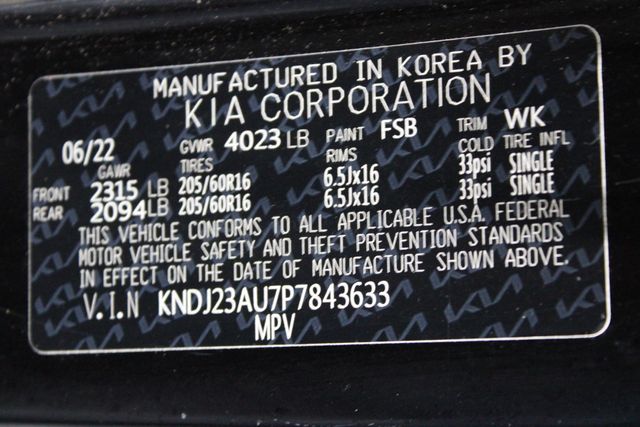 MANUFACTURED IN KOREA BY
KIA CORPORATION
06/22 GVWR 4023 LB PAINT FSB TRIM WK
GAWR TIRES RIMS COLD TIRE INFL
FRONT 2315 LB 205/60R16 6.5Jx16 33psi SINGLE
REAR 2094 LB 205/60R16 6.5Jx16 33psi SINGLE
THIS VEHICLE CONFORMS TO ALL APPLICABLE U.S.A. FEDERAL
MOTOR VEHICLE SAFETY AND THEFT PREVENTION STANDARDS
IN EFFECT ON THE DATE OF MANUFACTURE SHOWN ABOVE.
V.I.N KNDJ23AU7P7843633
MPV